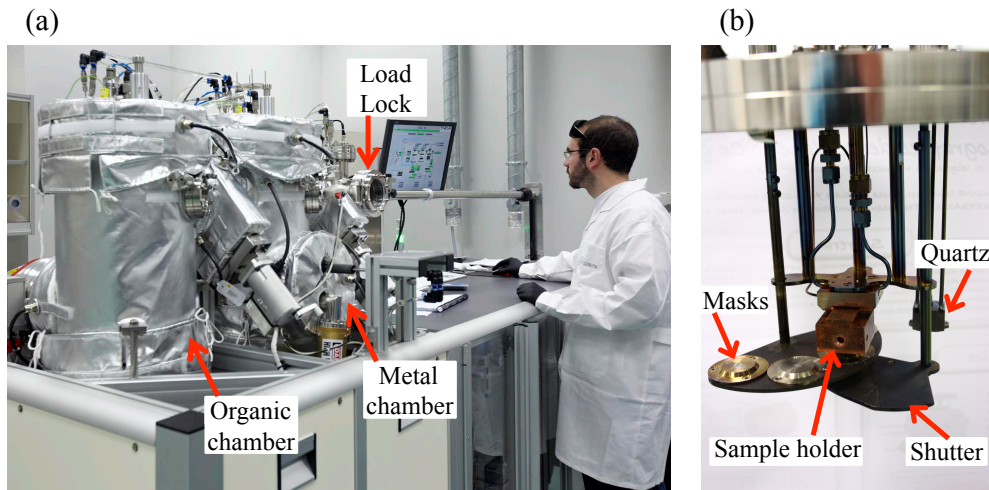 (a)
(b)
Load
Lock
Organic
chamber
Metal
chamber
Quartz
Masks
Sample holder
Shutter